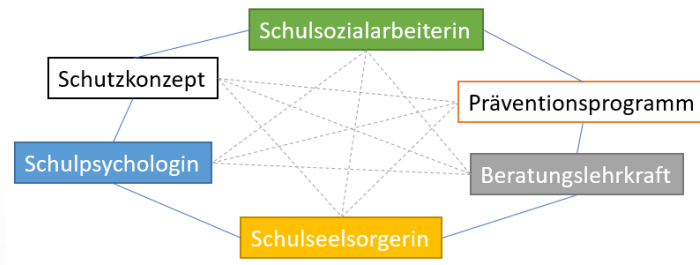 Schulsozialarbeiterin
Schutzkonzept
Präventionsprogramm
Schulpsychologin
Beratungslehrkraft
Schulseelsorgerin